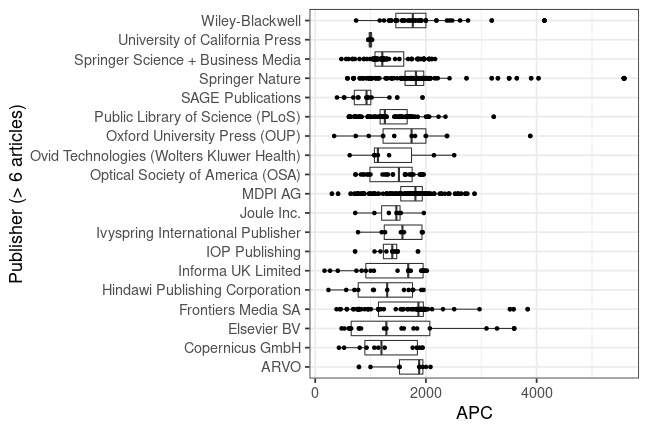 Publisher (> 6 articles)
Wiley-Blackwell
University of California Press
Springer Science + Business Media
Springer Nature
SAGE Publications
Public Library of Science (PLoS)
Oxford University Press (OUP)
Ovid Technologies (Wolters Kluwer Health)
Optical Society of America (OSA)
MDPI AG
Joule Inc.
Ivyspring International Publisher
IOP Publishing
Informa UK Limited
Hindawi Publishing Corporation
Frontiers Media SA
Elsevier BV
Copernicus GmbH
ARVO
0 2000 4000
APC